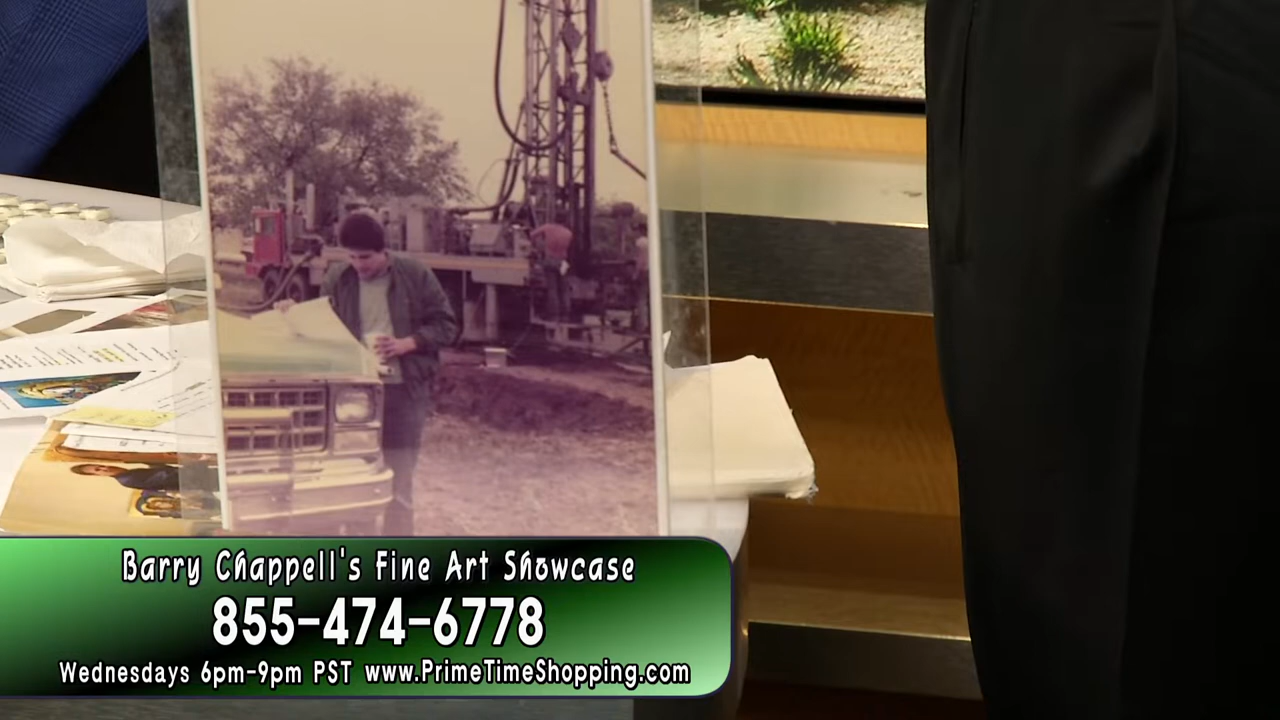 Barry Chappell's Fine Art Showcase
855-474-6778
Wednesdays 6pm-9pm PST www.PrimeTimeShopping.com